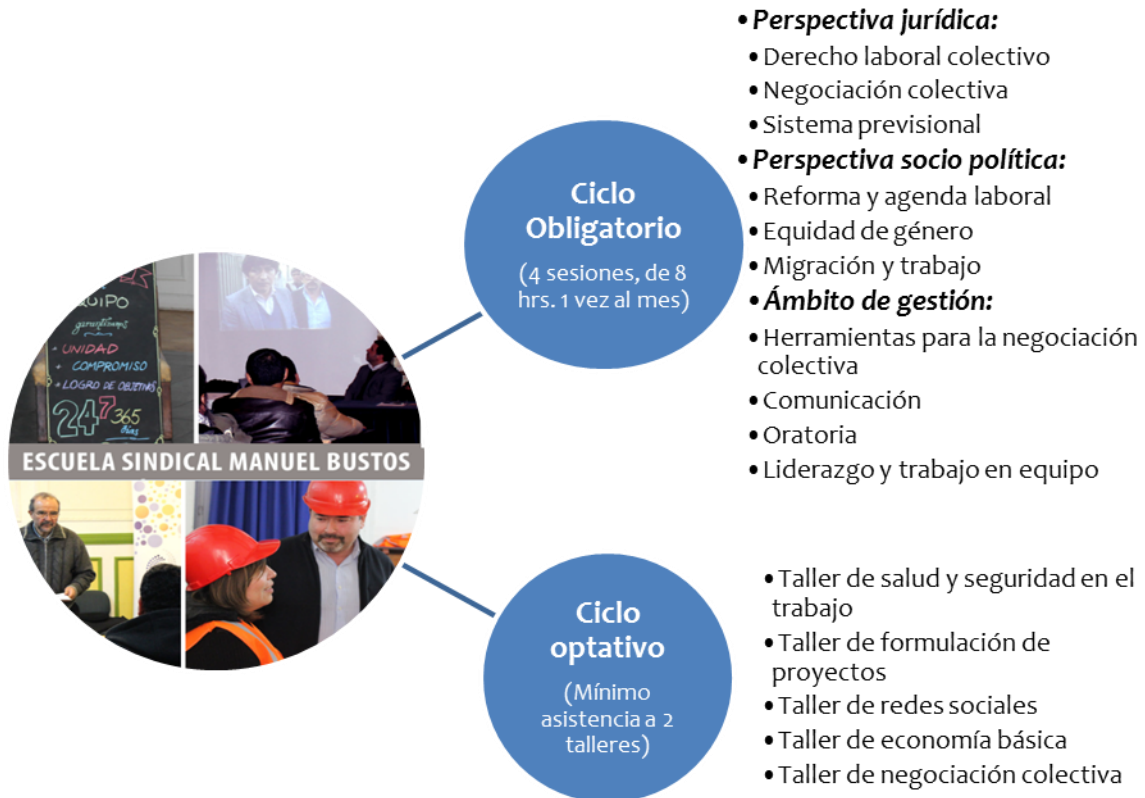 • Perspectiva jurídica:
• Derecho laboral colectivo
• Negociación colectiva
• Sistema previsional
• Perspectiva socio política:
• Reforma y agenda laboral
• Equidad de género
• Migración y trabajo
• Ámbito de gestión:
• Herramientas para la negociación
colectiva
• Comunicación
• Oratoria
• Liderazgo y trabajo en equipo
Ciclo
Obligatorio
(4 sesiones, de 8
hrs. 1 vez al mes)
garantizamos
- UNIDAD
+ COMPROMISO
+ LOGRO DE OBJETIVOS
24 7 365
Días
ESCUELA SINDICAL MANUEL BUSTOS
Ciclo
optativo
(Mínimo
asistencia a 2
talleres)
• Taller de salud y seguridad en el
trabajo
• Taller de formulación de
proyectos
• Taller de redes sociales
• Taller de economía básica
• Taller de negociación colectiva